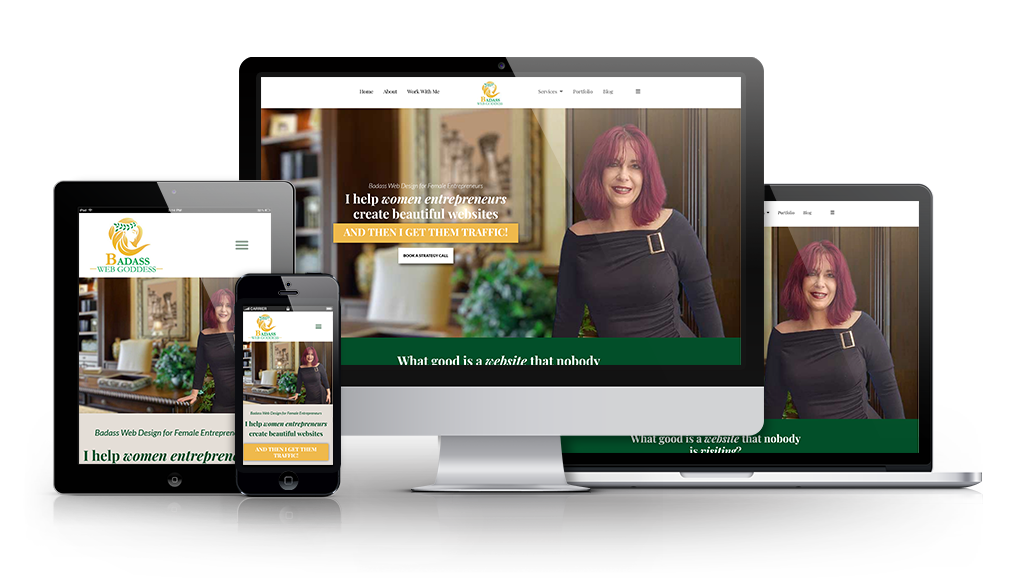 Home About Work With Me
BADASS
WEB GODDESS
Services Portfolio Blog
Badass Web Design for Female Entrepreneurs
I help women entrepreneurs
create beautiful websites
AND THEN I GET THEM TRAFFIC!
BOOK A STRATEGY CALL
What good is a website that nobody
iPad
PM
BADASS
WEB GODDESS
Badass Web Design for Female Entreprene
I help women entreprene
CARRIER
BADASS
WEB GODDESS
Badass Web Design for Female Entrepreneurs
I help women entrepreneurs
create beautiful websites
AND THEN I GET THEM
TRAFFIC!
Portfolio Blog
What good is a website that nobody
is visiting?